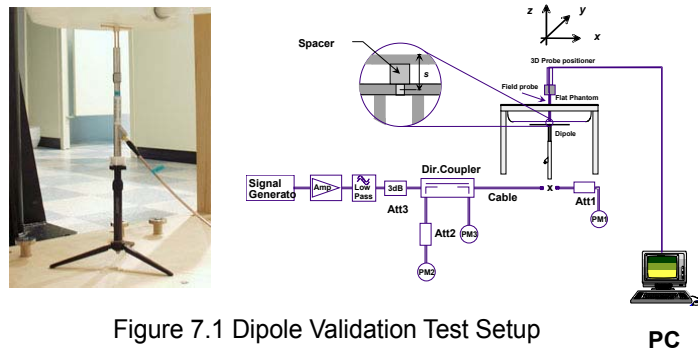 z
y
x
3D Probe positioner
Spacer
s
Field probe
Flat Phantom
Dipole
Signal
Generato
Amp
Low
Pass
3dB
Att3
Dir.Coupler
Cable
x
Att1
PM1
Att2
PM3
PM2
Figure 7.1 Dipole Validation Test Setup
PC